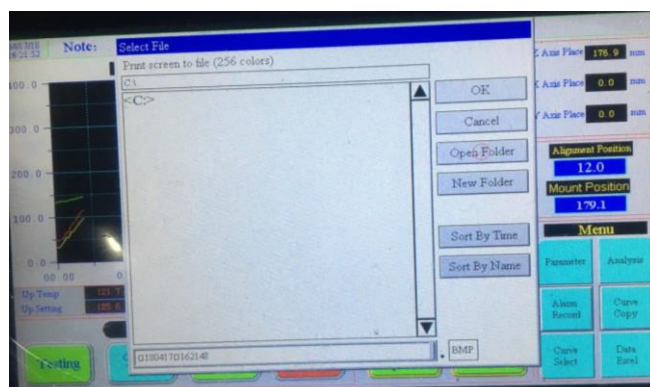 Note:
Select File
Print screen to file (256 colors)
C:\
<C:>
OK
Cancel
Open Folder
New Folder
Sort By Time
Sort By Name
.BMP
Z Axis Place 176.9 mm
X Axis Place 0.0 mm
Y Axis Place 0.0 mm
Alignment Position
12.0
Mount Position
179.1
Menu
Parameter
Analysis
Alarm Record
Curve Copy
Curve Select
Data Excel
300.0
200.0
100.0
0.0
00 00
Up Temp 121.7
Up Setting 185.6
Testing